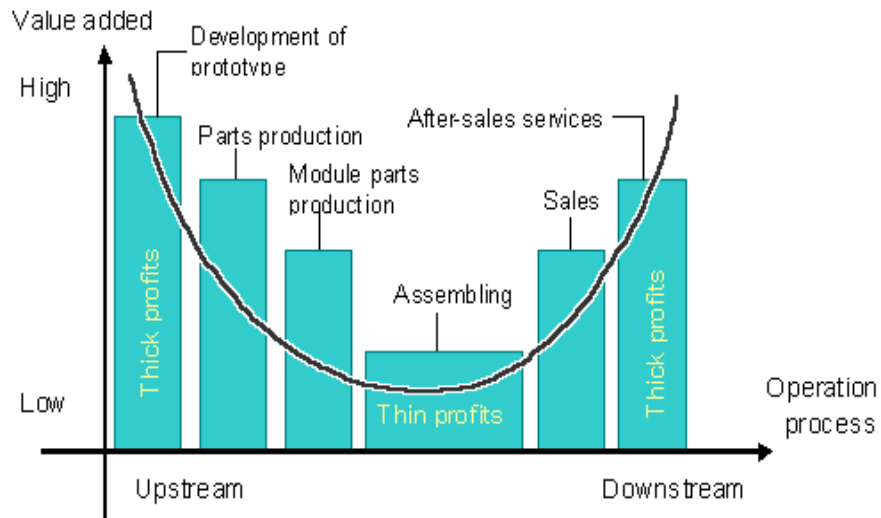 Value added
Development of
prototype
High
After-sales services
Parts production
Module parts
production
Sales
Assembling
Thick profits
Thin profits
Thick profits
Low
Operation
process
Upstream
Downstream